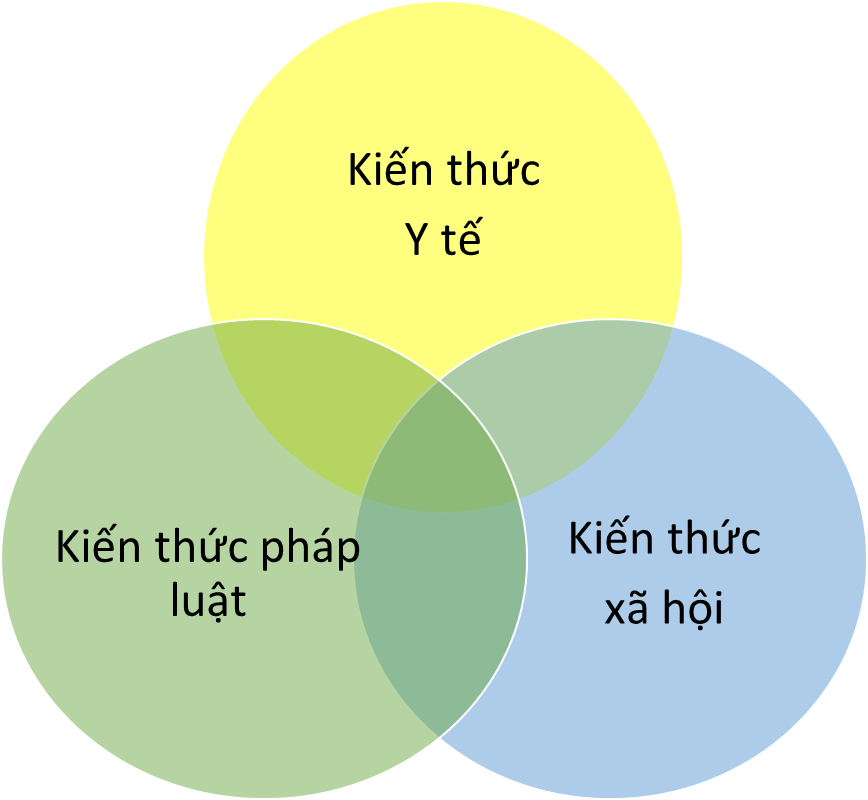 Kiến thức
Y tế
Kiến thức pháp
luật
Kiến thức
xã hội